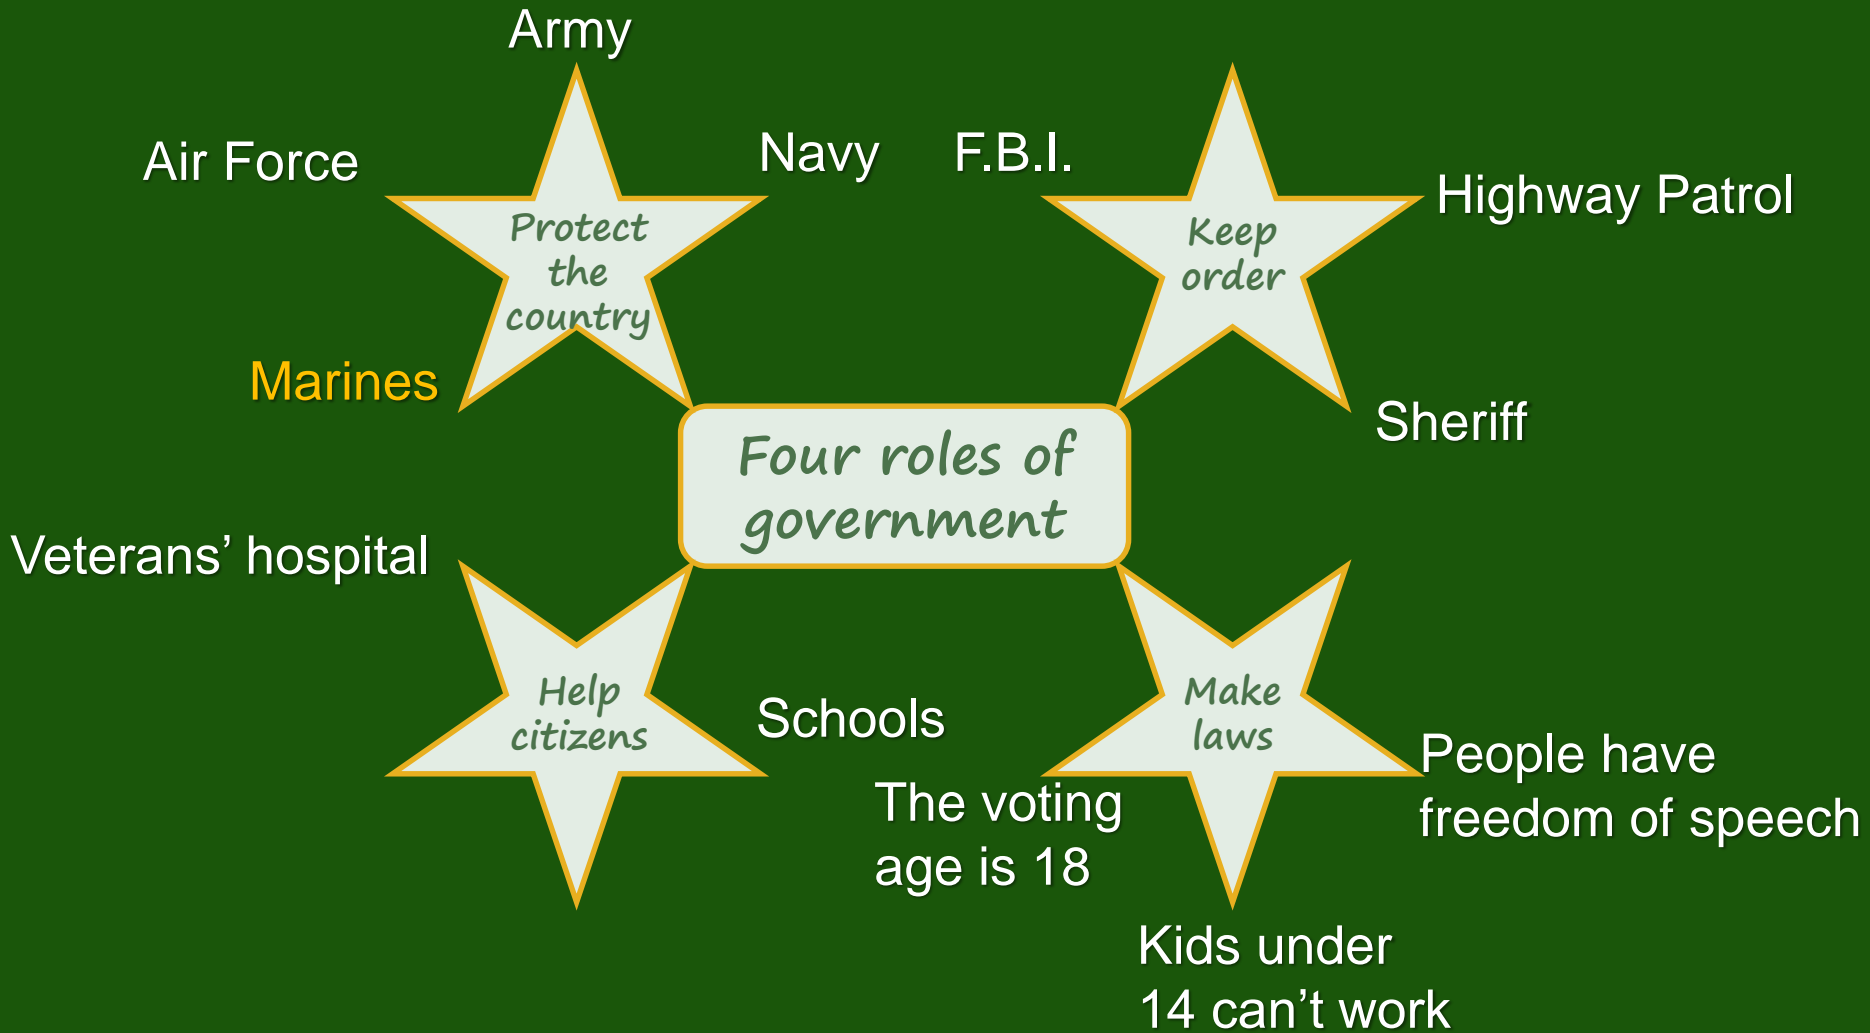 Army
Air Force
Navy
Protect
the
country
Marines
F.B.I.
Highway Patrol
Keep
order
Sheriff
Four roles of
government
Veterans’ hospital
Help
citizens
Schools
Make
laws
The voting
age is 18
People have
freedom of speech
Kids under
14 can’t work